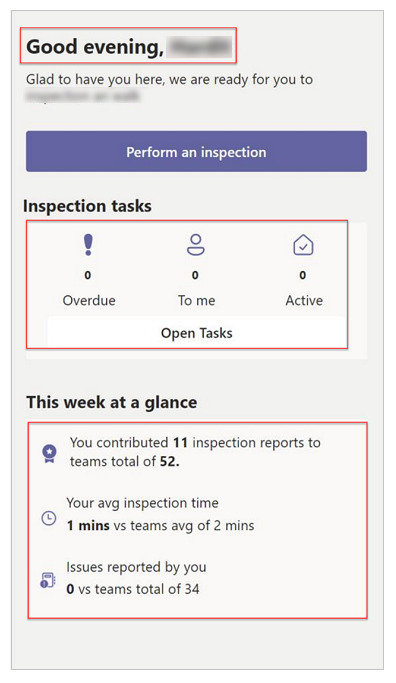 Good evening,
Glad to have you here, we are ready for you to
Perform an inspection
Inspection tasks
0 0 0
Overdue To me Active
Open Tasks
This week at a glance
You contributed 11 inspection reports to
teams total of 52.
Your avg inspection time
1 mins vs teams avg of 2 mins
Issues reported by you
0 vs teams total of 34